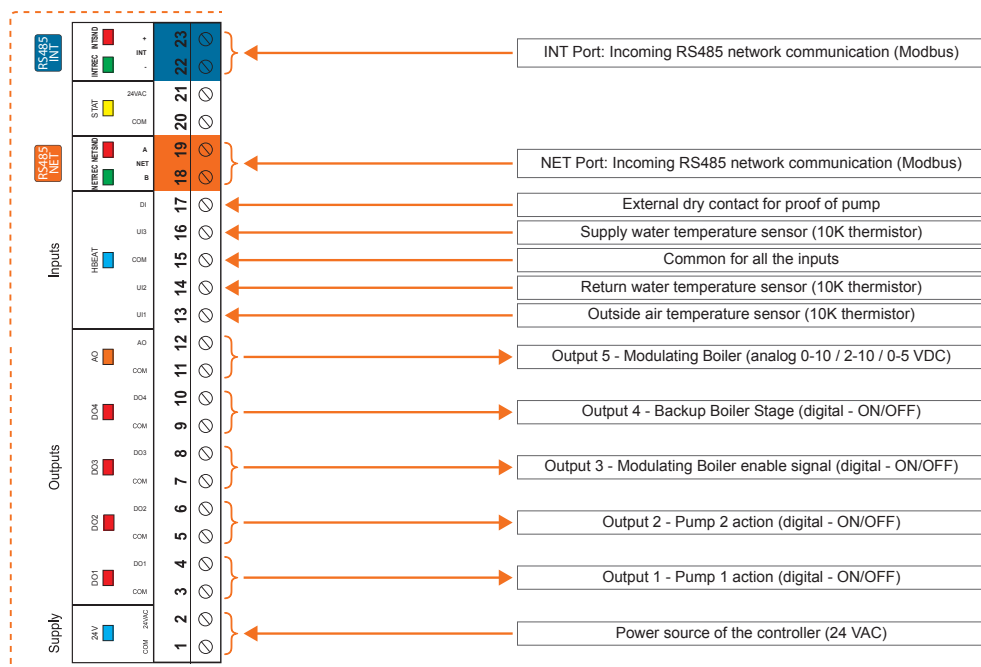 RS485 INT
INTSND
INTREC
+
INT
-
23
22
INT Port: Incoming RS485 network communication (Modbus)
STAT
24VAC
COM
21
20
RS485 NET
NETSND
NETREC
A
NET
B
19
18
NET Port: Incoming RS485 network communication (Modbus)
Inputs
HBEAT
DI
17
External dry contact for proof of pump
UI3
16
Supply water temperature sensor (10K thermistor)
COM
15
Common for all the inputs
UI2
14
Return water temperature sensor (10K thermistor)
UI1
13
Outside air temperature sensor (10K thermistor)
Outputs
AO
AO
COM
12
11
Output 5 - Modulating Boiler (analog 0-10 / 2-10 / 0-5 VDC)
DO4
DO4
COM
10
9
Output 4 - Backup Boiler Stage (digital - ON/OFF)
DO3
DO3
COM
8
7
Output 3 - Modulating Boiler enable signal (digital - ON/OFF)
DO2
DO2
COM
6
5
Output 2 - Pump 2 action (digital - ON/OFF)
DO1
DO1
COM
4
3
Output 1 - Pump 1 action (digital - ON/OFF)
Supply
24V
24VAC
COM
2
1
Power source of the controller (24 VAC)